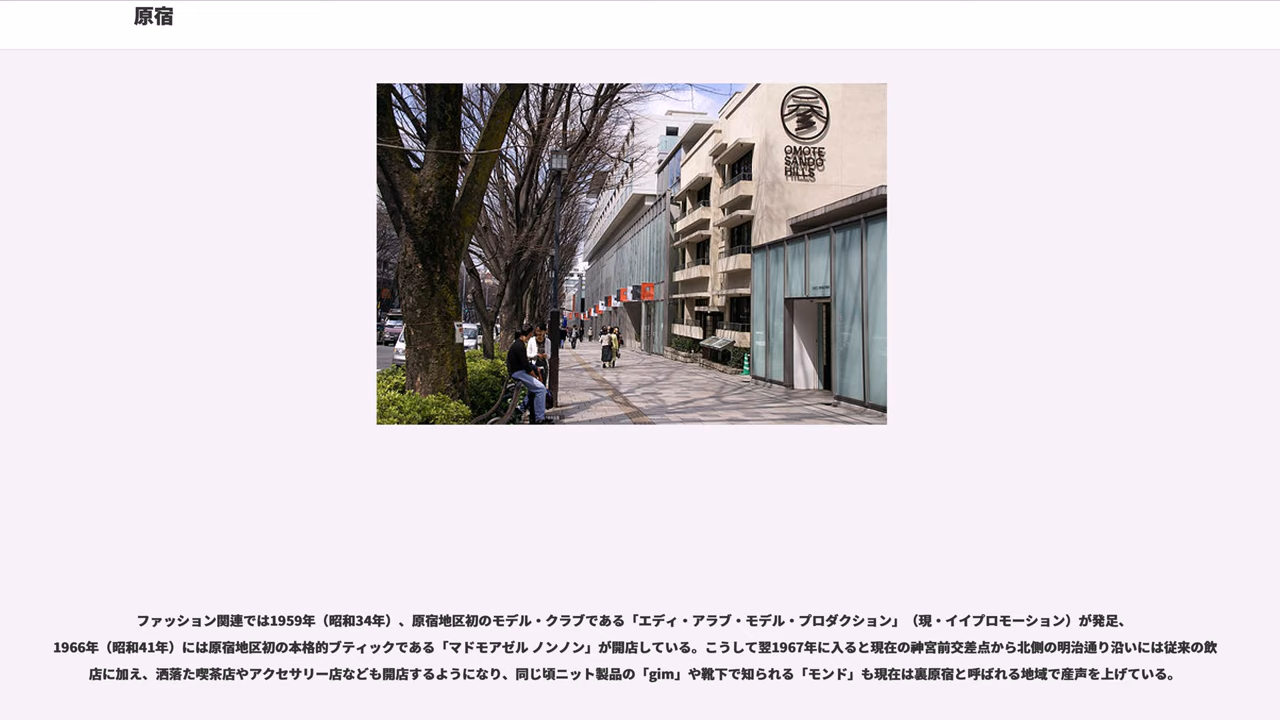 原宿
OMOTE
SANDO
HILLS
ファッション関連では1959年（昭和34年）、原宿地区初のモデル・クラブである「エディ・アラブ・モデル・プロダクション」（現・イイプロモーション）が発足、
1966年（昭和41年）には原宿地区初の本格的ブティックである「マドモアゼル ノンノン」が開店している。こうして翌1967年に入ると現在の神宮前交差点から北側の明治通り沿いには従来の飲
店に加え、洒落た喫茶店やアクセサリー店なども開店するようになり、同じ頃ニット製品の「gim」や靴下で知られる「モンド」も現在は裏原宿と呼ばれる地域で産声を上げている。